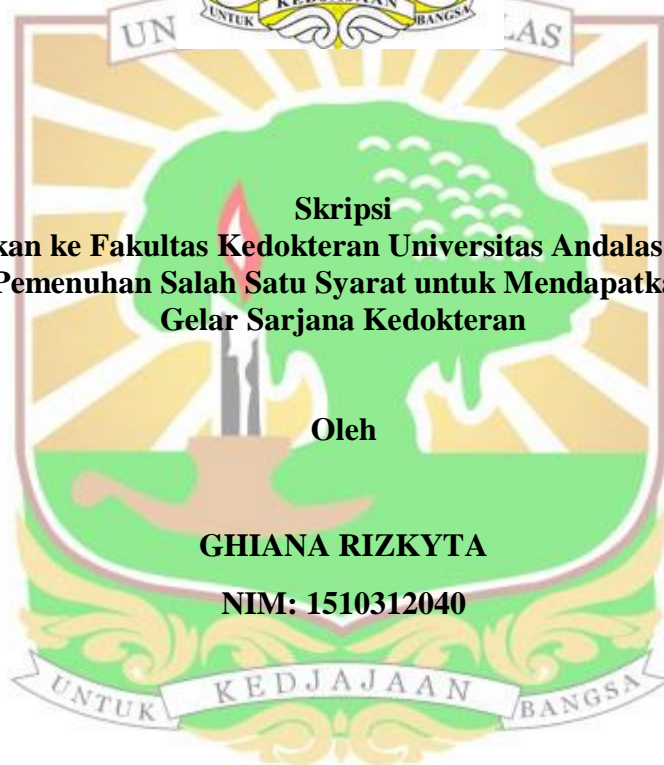 KEDJAJAAN
UNTUK BANGSA
UN LAS
Skripsi
kan ke Fakultas Kedokteran Universitas Andalas
Pemenuhan Salah Satu Syarat untuk Mendapatka
Gelar Sarjana Kedokteran
Oleh
GHIANA RIZKYTA
NIM: 1510312040
UNTUK KEDJAJAAN BANGSA